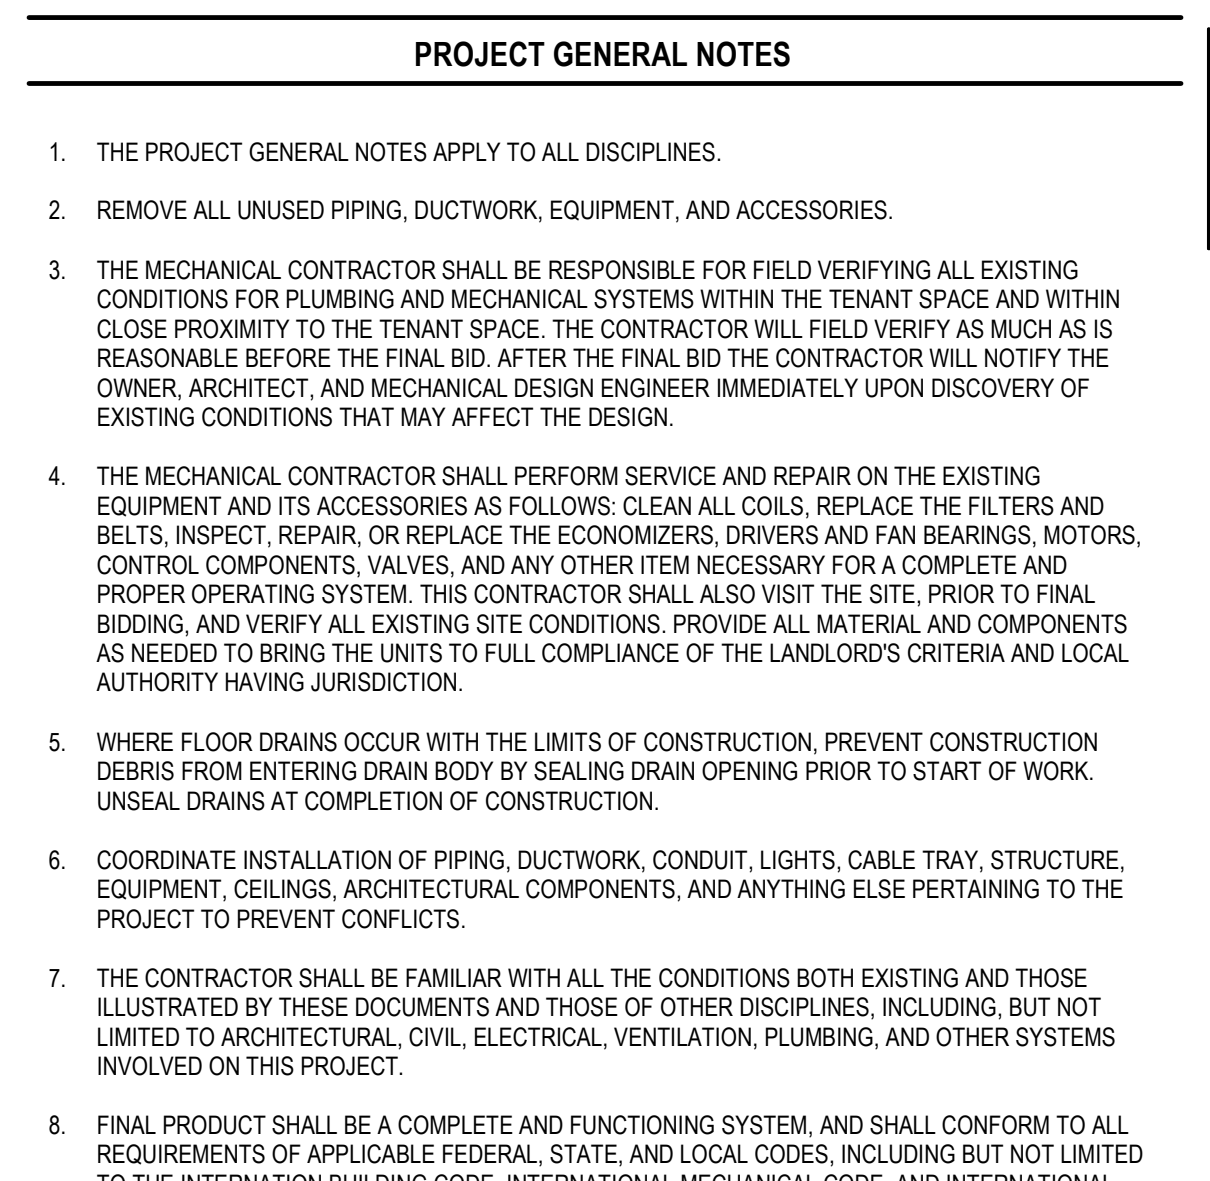 PROJECT GENERAL NOTES
1. THE PROJECT GENERAL NOTES APPLY TO ALL DISCIPLINES.
2. REMOVE ALL UNUSED PIPING, DUCTWORK, EQUIPMENT, AND ACCESSORIES.
3. THE MECHANICAL CONTRACTOR SHALL BE RESPONSIBLE FOR FIELD VERIFYING ALL EXISTING
CONDITIONS FOR PLUMBING AND MECHANICAL SYSTEMS WITHIN THE TENANT SPACE AND WITHIN
CLOSE PROXIMITY TO THE TENANT SPACE. THE CONTRACTOR WILL FIELD VERIFY AS MUCH AS IS
REASONABLE BEFORE THE FINAL BID. AFTER THE FINAL BID THE CONTRACTOR WILL NOTIFY THE
OWNER, ARCHITECT, AND MECHANICAL DESIGN ENGINEER IMMEDIATELY UPON DISCOVERY OF
EXISTING CONDITIONS THAT MAY AFFECT THE DESIGN.
4. THE MECHANICAL CONTRACTOR SHALL PERFORM SERVICE AND REPAIR ON THE EXISTING
EQUIPMENT AND ITS ACCESSORIES AS FOLLOWS: CLEAN ALL COILS, REPLACE THE FILTERS AND
BELTS, INSPECT, REPAIR, OR REPLACE THE ECONOMIZERS, DRIVERS AND FAN BEARINGS, MOTORS,
CONTROL COMPONENTS, VALVES, AND ANY OTHER ITEM NECESSARY FOR A COMPLETE AND
PROPER OPERATING SYSTEM. THIS CONTRACTOR SHALL ALSO VISIT THE SITE, PRIOR TO FINAL
BIDDING, AND VERIFY ALL EXISTING SITE CONDITIONS. PROVIDE ALL MATERIAL AND COMPONENTS
AS NEEDED TO BRING THE UNITS TO FULL COMPLIANCE OF THE LANDLORD'S CRITERIA AND LOCAL
AUTHORITY HAVING JURISDICTION.
5. WHERE FLOOR DRAINS OCCUR WITH THE LIMITS OF CONSTRUCTION, PREVENT CONSTRUCTION
DEBRIS FROM ENTERING DRAIN BODY BY SEALING DRAIN OPENING PRIOR TO START OF WORK.
UNSEAL DRAINS AT COMPLETION OF CONSTRUCTION.
6. COORDINATE INSTALLATION OF PIPING, DUCTWORK, CONDUIT, LIGHTS, CABLE TRAY, STRUCTURE,
EQUIPMENT, CEILINGS, ARCHITECTURAL COMPONENTS, AND ANYTHING ELSE PERTAINING TO THE
PROJECT TO PREVENT CONFLICTS.
7. THE CONTRACTOR SHALL BE FAMILIAR WITH ALL THE CONDITIONS BOTH EXISTING AND THOSE
ILLUSTRATED BY THESE DOCUMENTS AND THOSE OF OTHER DISCIPLINES, INCLUDING, BUT NOT
LIMITED TO ARCHITECTURAL, CIVIL, ELECTRICAL, VENTILATION, PLUMBING, AND OTHER SYSTEMS
INVOLVED ON THIS PROJECT.
8. FINAL PRODUCT SHALL BE A COMPLETE AND FUNCTIONING SYSTEM, AND SHALL CONFORM TO ALL
REQUIREMENTS OF APPLICABLE FEDERAL, STATE, AND LOCAL CODES, INCLUDING BUT NOT LIMITED
TO THE INTERNATION BUILDING CODE, INTERNATIONAL MECHANICAL CODE, AND INTERNATIONAL